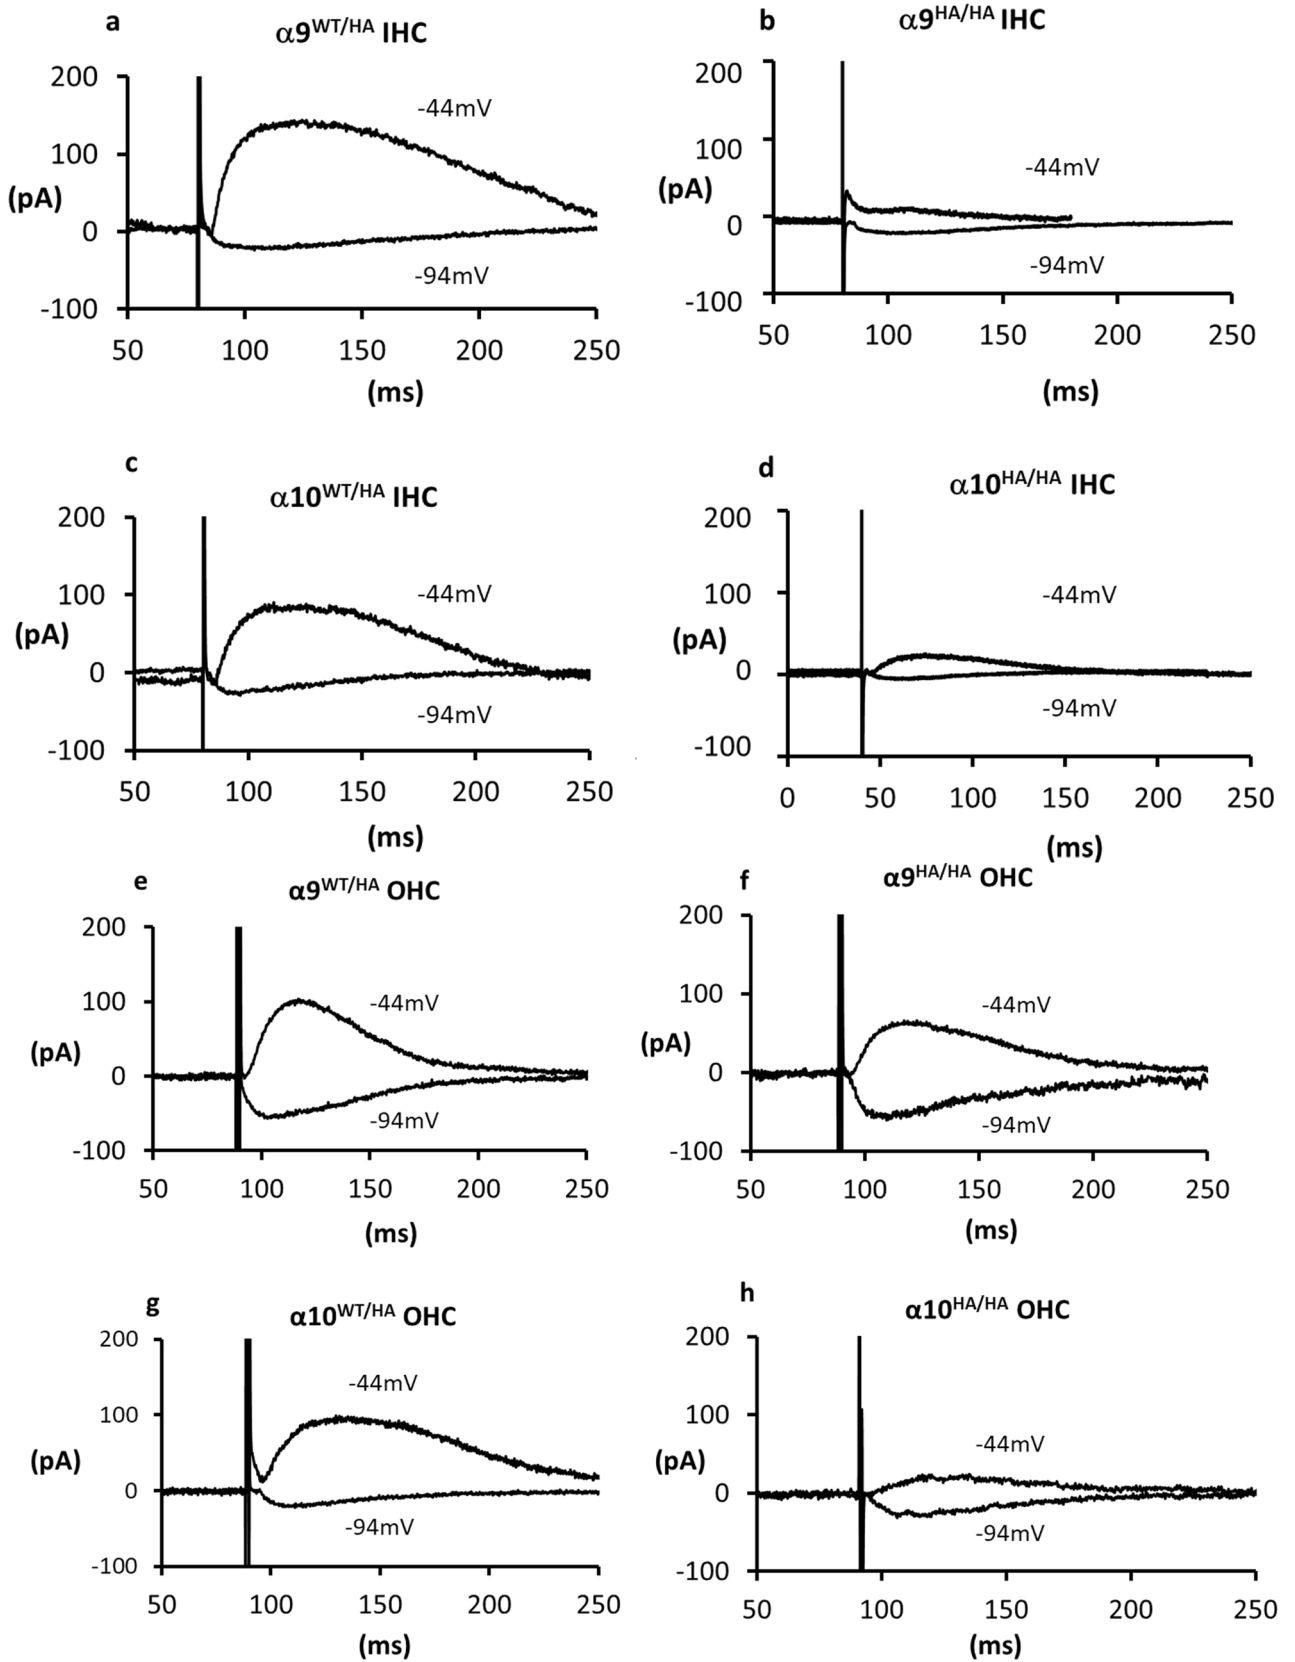 a
α9WT/HA IHC
200
100
(pA)
0
-100
-44mV
-94mV
50 100 150 200 250
(ms)
b
α9HA/HA IHC
200
100
(pA)
0
-100
-44mV
-94mV
50 100 150 200 250
(ms)
c
α10WT/HA IHC
200
100
(pA)
0
-100
-44mV
-94mV
50 100 150 200 250
(ms)
d
α10HA/HA IHC
200
100
(pA)
0
-100
-44mV
-94mV
0 50 100 150 200 250
(ms)
e
α9WT/HA OHC
200
100
(pA)
0
-100
-44mV
-94mV
50 100 150 200 250
(ms)
f
α9HA/HA OHC
200
100
(pA)
0
-100
-44mV
-94mV
50 100 150 200 250
(ms)
g
α10WT/HA OHC
200
100
(pA)
0
-100
-44mV
-94mV
50 100 150 200 250
(ms)
h
α10HA/HA OHC
200
100
(pA)
0
-100
-44mV
-94mV
50 100 150 200 250
(ms)